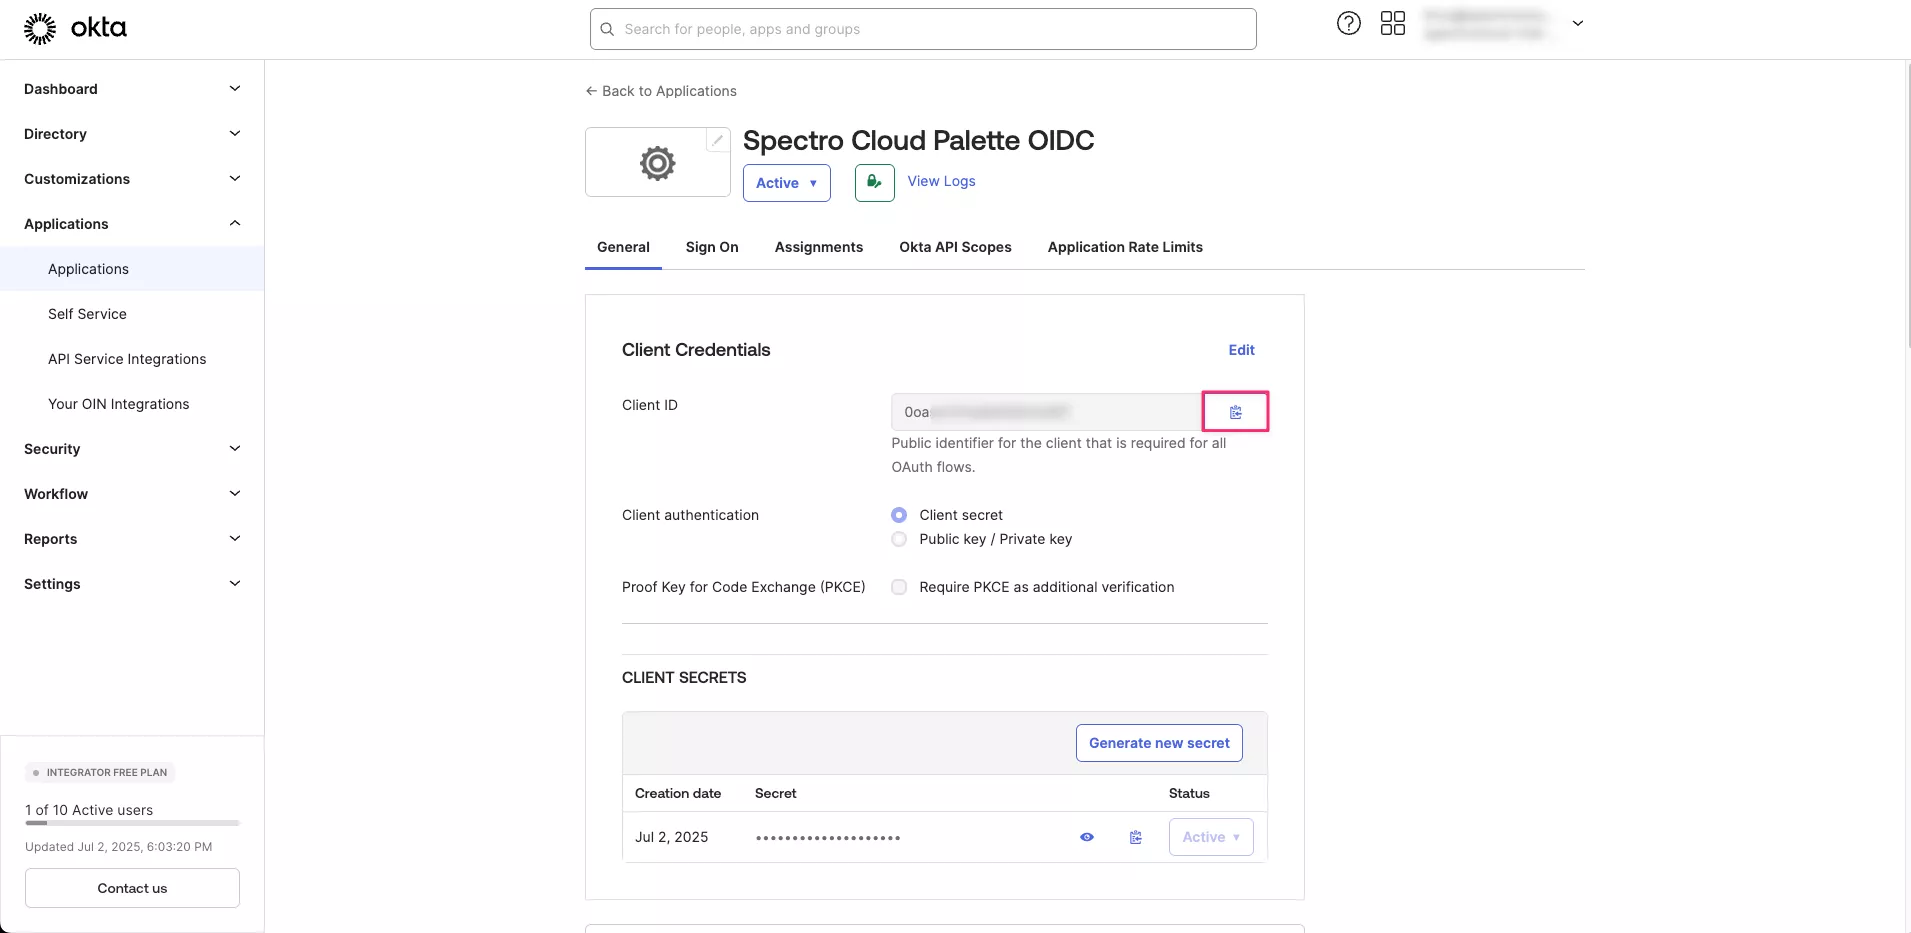 okta
Search for people, apps and groups
Dashboard
Directory
Customizations
Applications
Applications
Self Service
API Service Integrations
Your OIN Integrations
Security
Workflow
Reports
Settings
INTEGRATOR FREE PLAN
1 of 10 Active users
Updated Jul 2, 2025, 6:03:20 PM
Contact us
← Back to Applications
Spectro Cloud Palette OIDC
Active ▼ View Logs
General Sign On Assignments Okta API Scopes Application Rate Limits
Client Credentials Edit
Client ID 0oa
Public identifier for the client that is required for all
OAuth flows.
Client authentication Client secret
Public key / Private key
Proof Key for Code Exchange (PKCE) Require PKCE as additional verification
CLIENT SECRETS
Generate new secret
Creation date Secret Status
Jul 2, 2025 •••••••••••••••••••• Active ▼